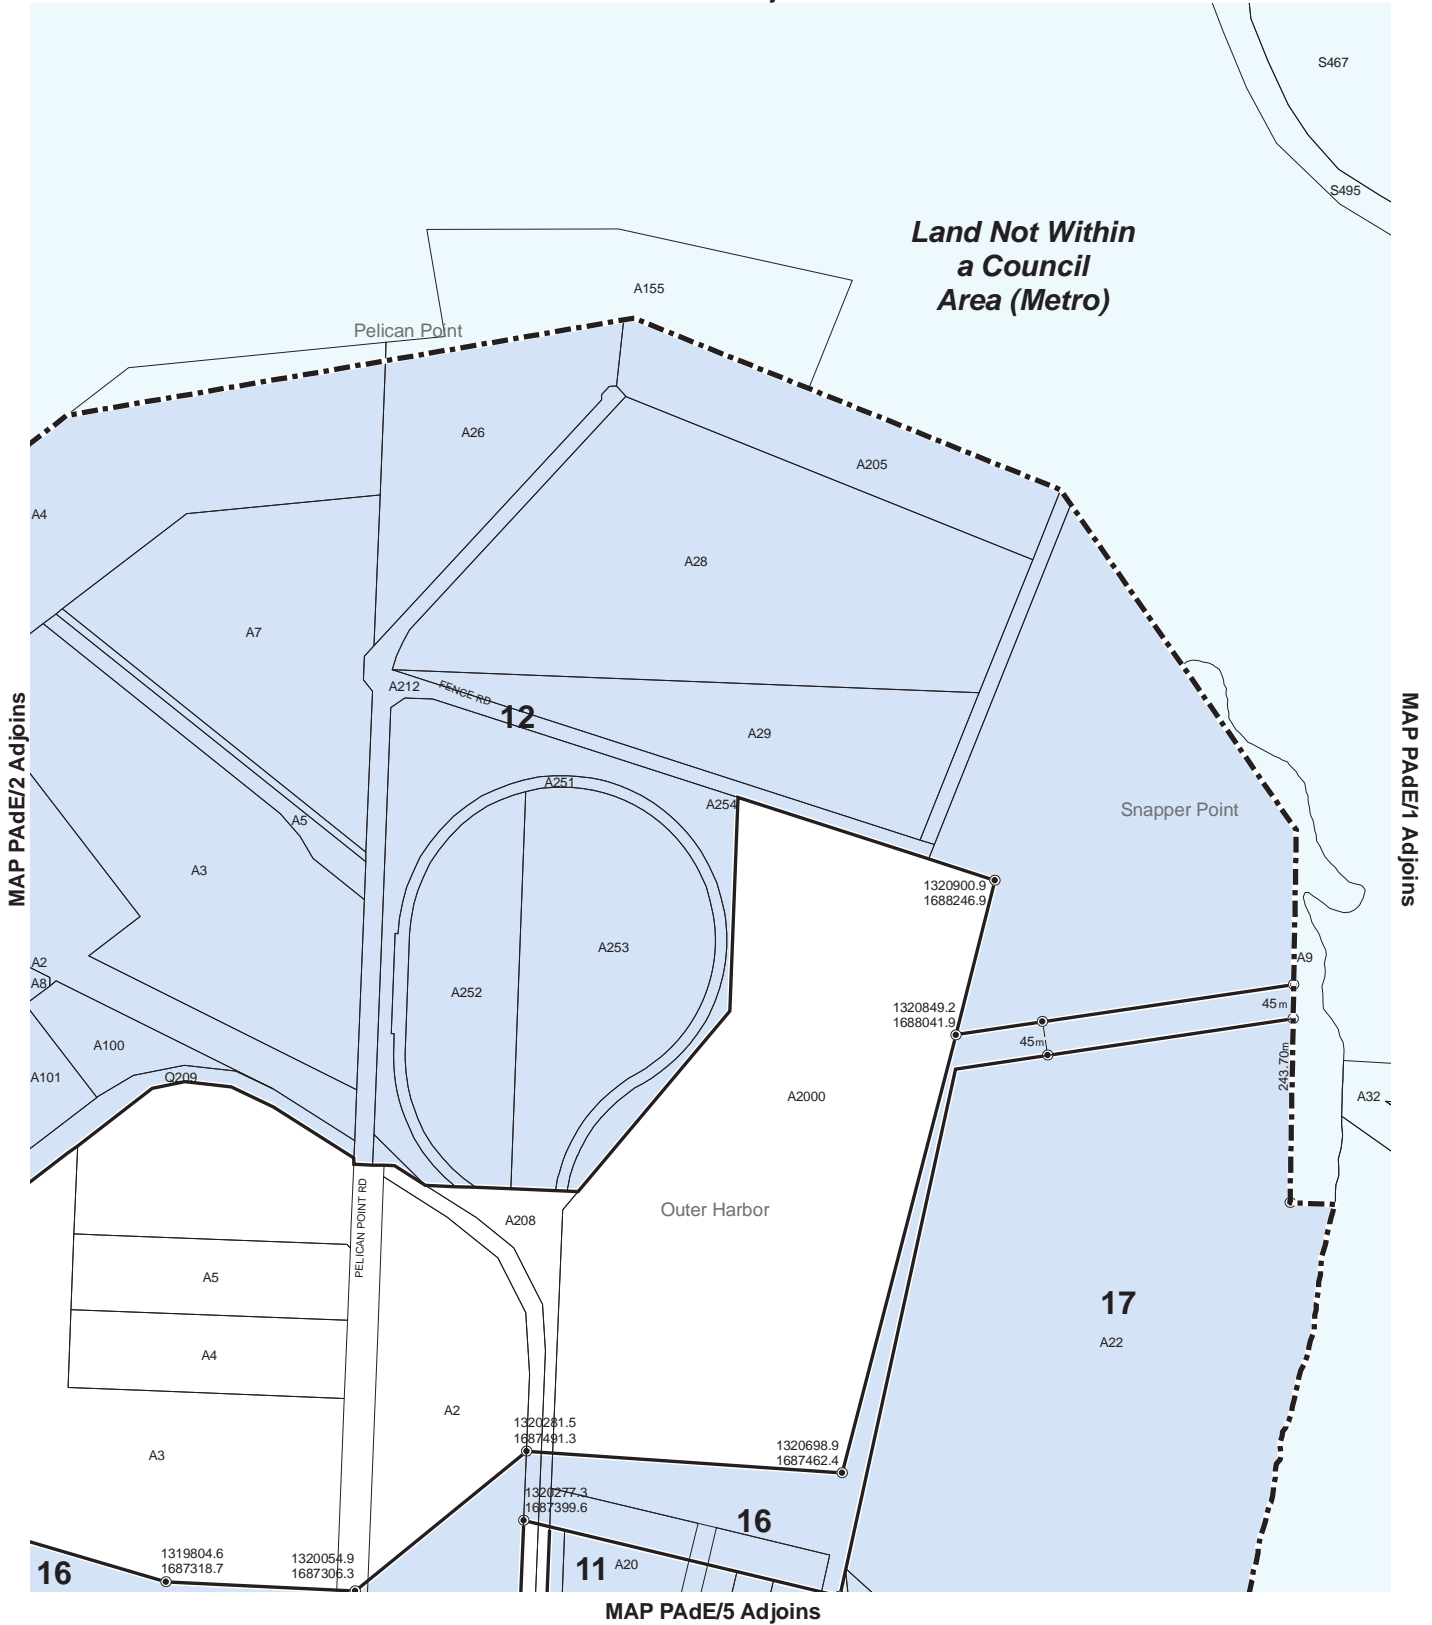 S467
S495
Land Not Within
a Council
Area (Metro)
A155
Pelican Point
A26
A205
A4
A28
A7
A212
FENCE RD
12
A29
MAP PAdE/2 Adjoins
MAP PAdE/1 Adjoins
A251
A254
Snapper Point
A5
A3
1320900.9
1688246.9
A253
A2
A8
A9
A252
1320849.2
1688041.9
45m
45m
A100
243.70m
A101
Q209
A2000
A32
PELICAN POINT RD
A208
Outer Harbor
A5
17
A22
A4
A2
1320281.5
1687491.3
1320698.9
1687462.4
A3
1320277.3
1687399.6
16
1319804.6
1687318.7
1320054.9
1687306.3
16
11
A20
MAP PAdE/5 Adjoins